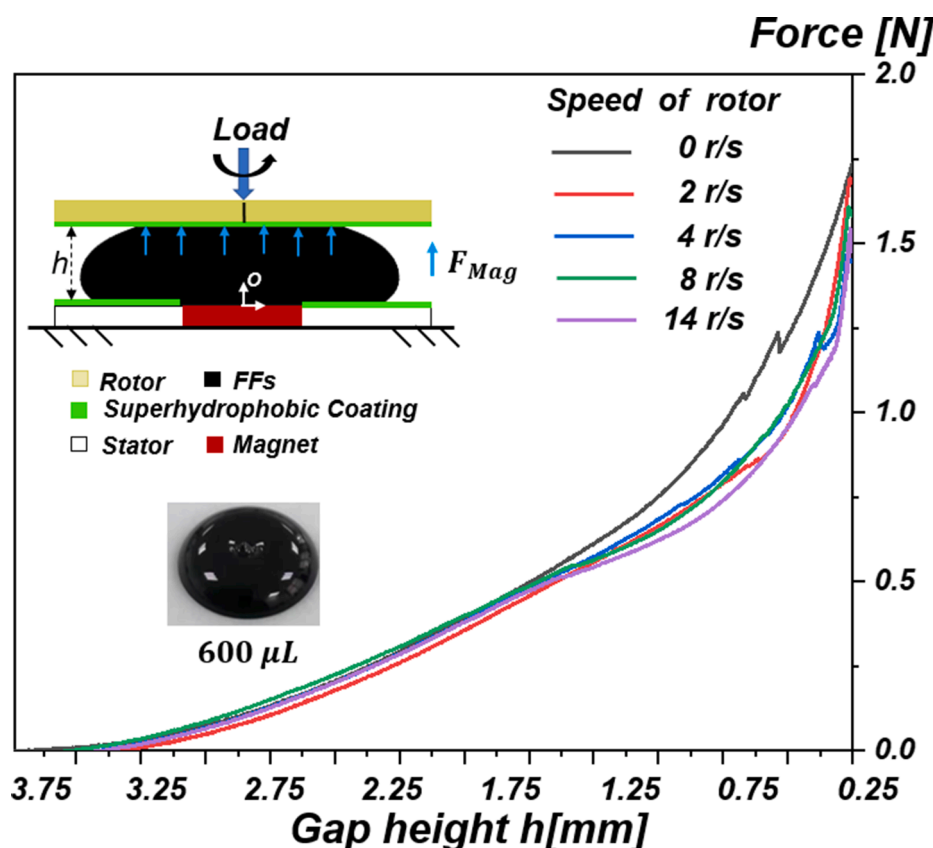 Force [N]
2.0
Speed of rotor
Load
0 r/s
2 r/s
1.5
h
o
F_Mag
4 r/s
8 r/s
14 r/s
Rotor FFs
Superhydrophobic Coating
1.0
Stator Magnet
0.5
600 μL
0.0
3.75 3.25 2.75 2.25 1.75 1.25 0.75 0.25
Gap height h[mm]